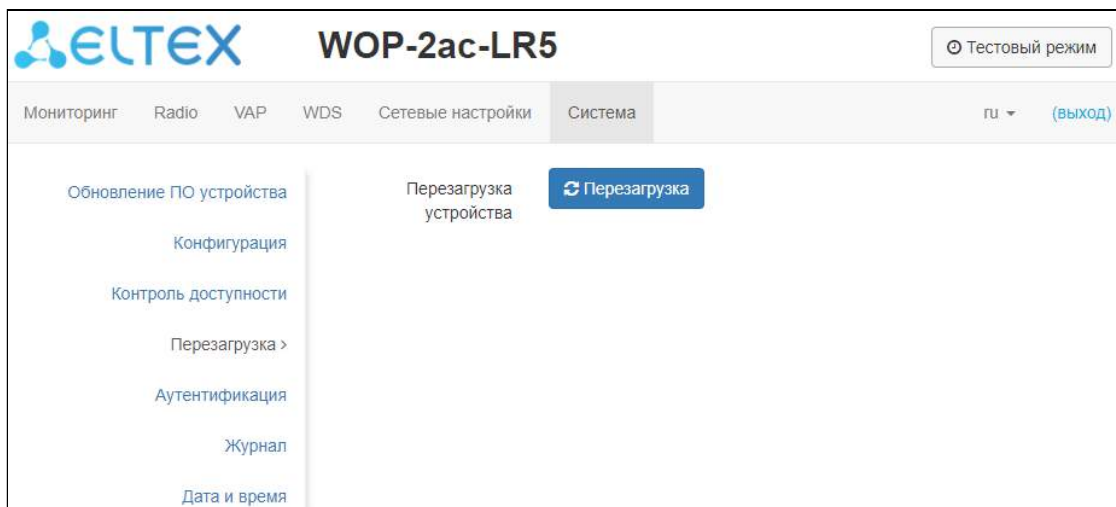 ELTEX
WOP-2ac-LR5
Тестовый режим
Мониторинг Radio VAP WDS Сетевые настройки Система ru (выход)
Обновление ПО устройства
Конфигурация
Контроль доступности
Перезагрузка >
Аутентификация
Журнал
Дата и время
Перезагрузка
устройства
Перезагрузка